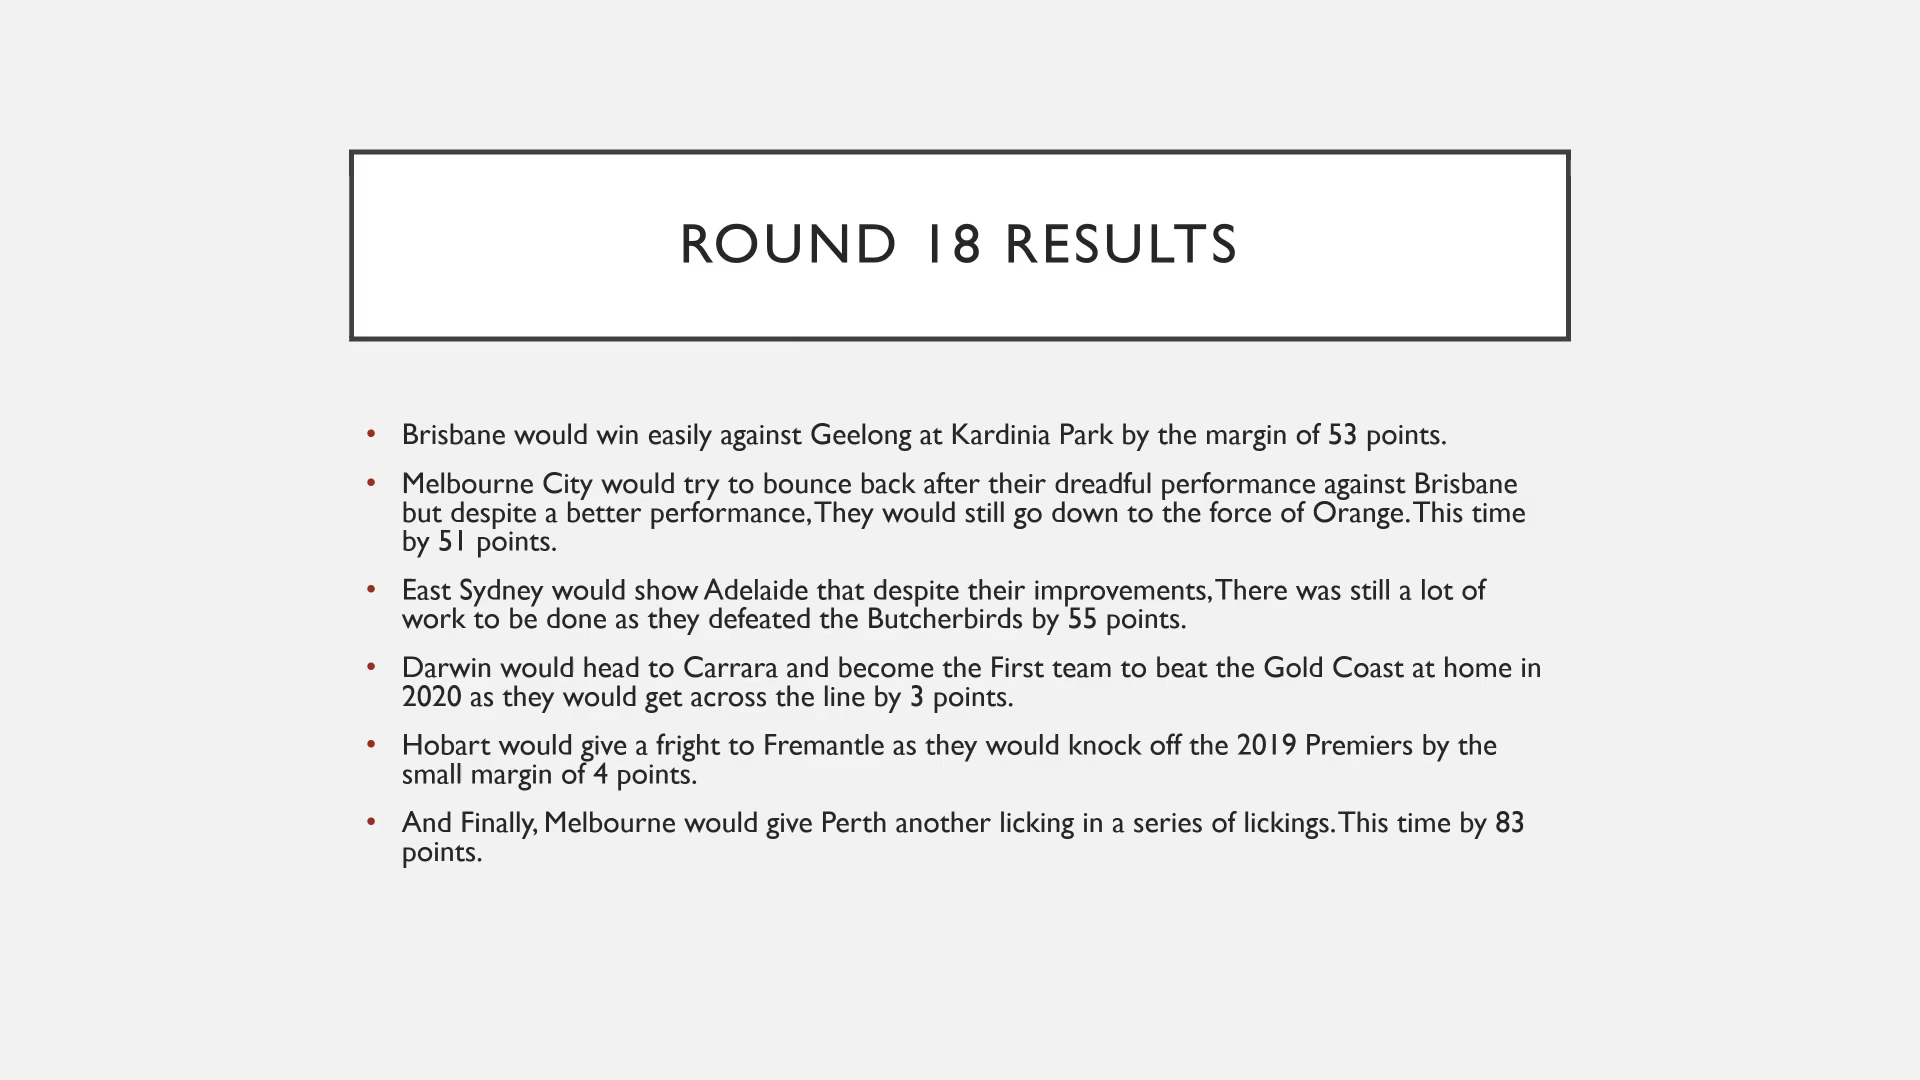 ROUND 18 RESULTS
• Brisbane would win easily against Geelong at Kardinia Park by the margin of 53 points.
• Melbourne City would try to bounce back after their dreadful performance against Brisbane
but despite a better performance, They would still go down to the force of Orange. This time
by 51 points.
• East Sydney would show Adelaide that despite their improvements, There was still a lot of
work to be done as they defeated the Butcherbirds by 55 points.
• Darwin would head to Carrara and become the First team to beat the Gold Coast at home in
2020 as they would get across the line by 3 points.
• Hobart would give a fright to Fremantle as they would knock off the 2019 Premiers by the
small margin of 4 points.
• And Finally, Melbourne would give Perth another licking in a series of lickings. This time by 83
points.